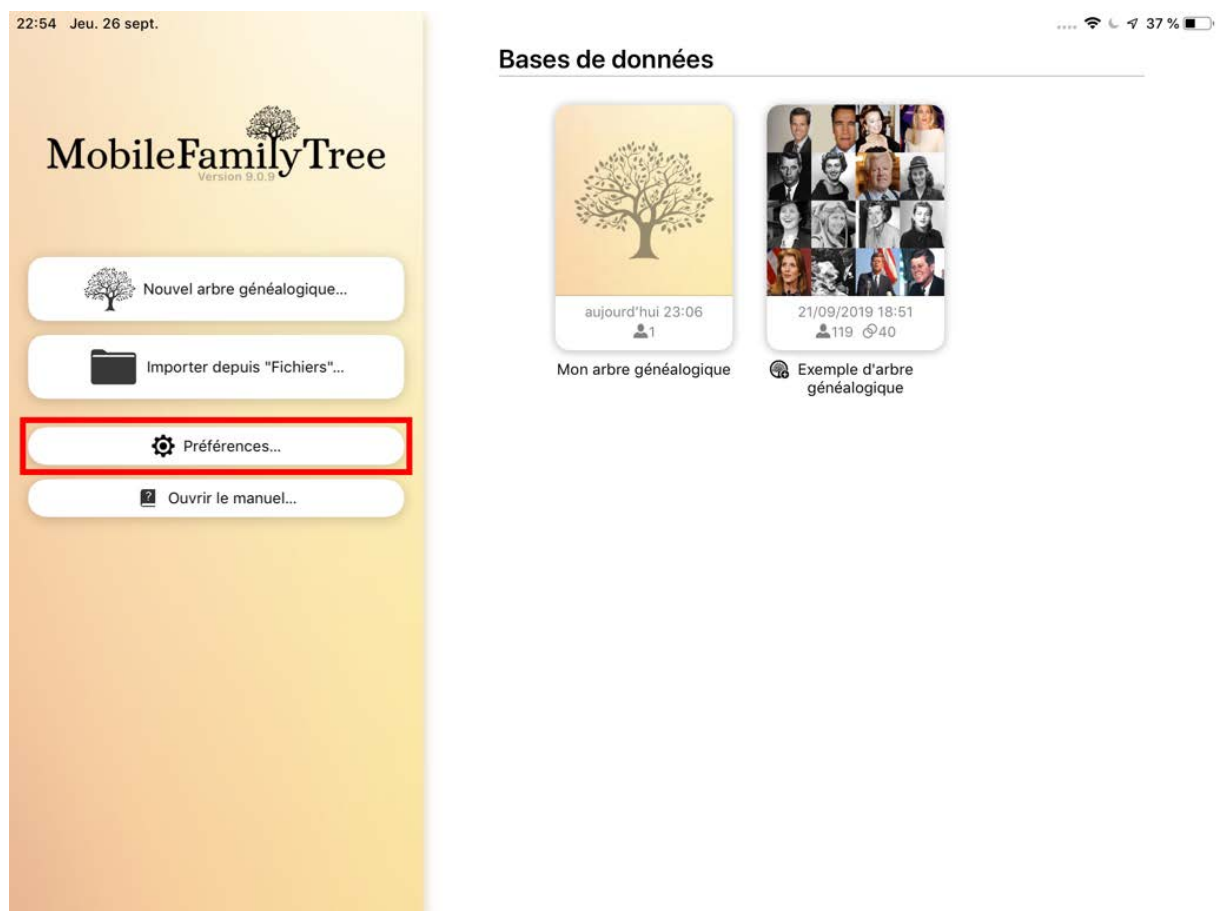 22:54 Jeu. 26 sept.
37 %
MobileFamilyTree
Version 9.0.9
Nouvel arbre généalogique...
Importer depuis "Fichiers"...
Préférences...
Ouvrir le manuel...
Bases de données
aujourd'hui 23:06
1
Mon arbre généalogique
21/09/2019 18:51
119 40
Exemple d'arbre
généalogique